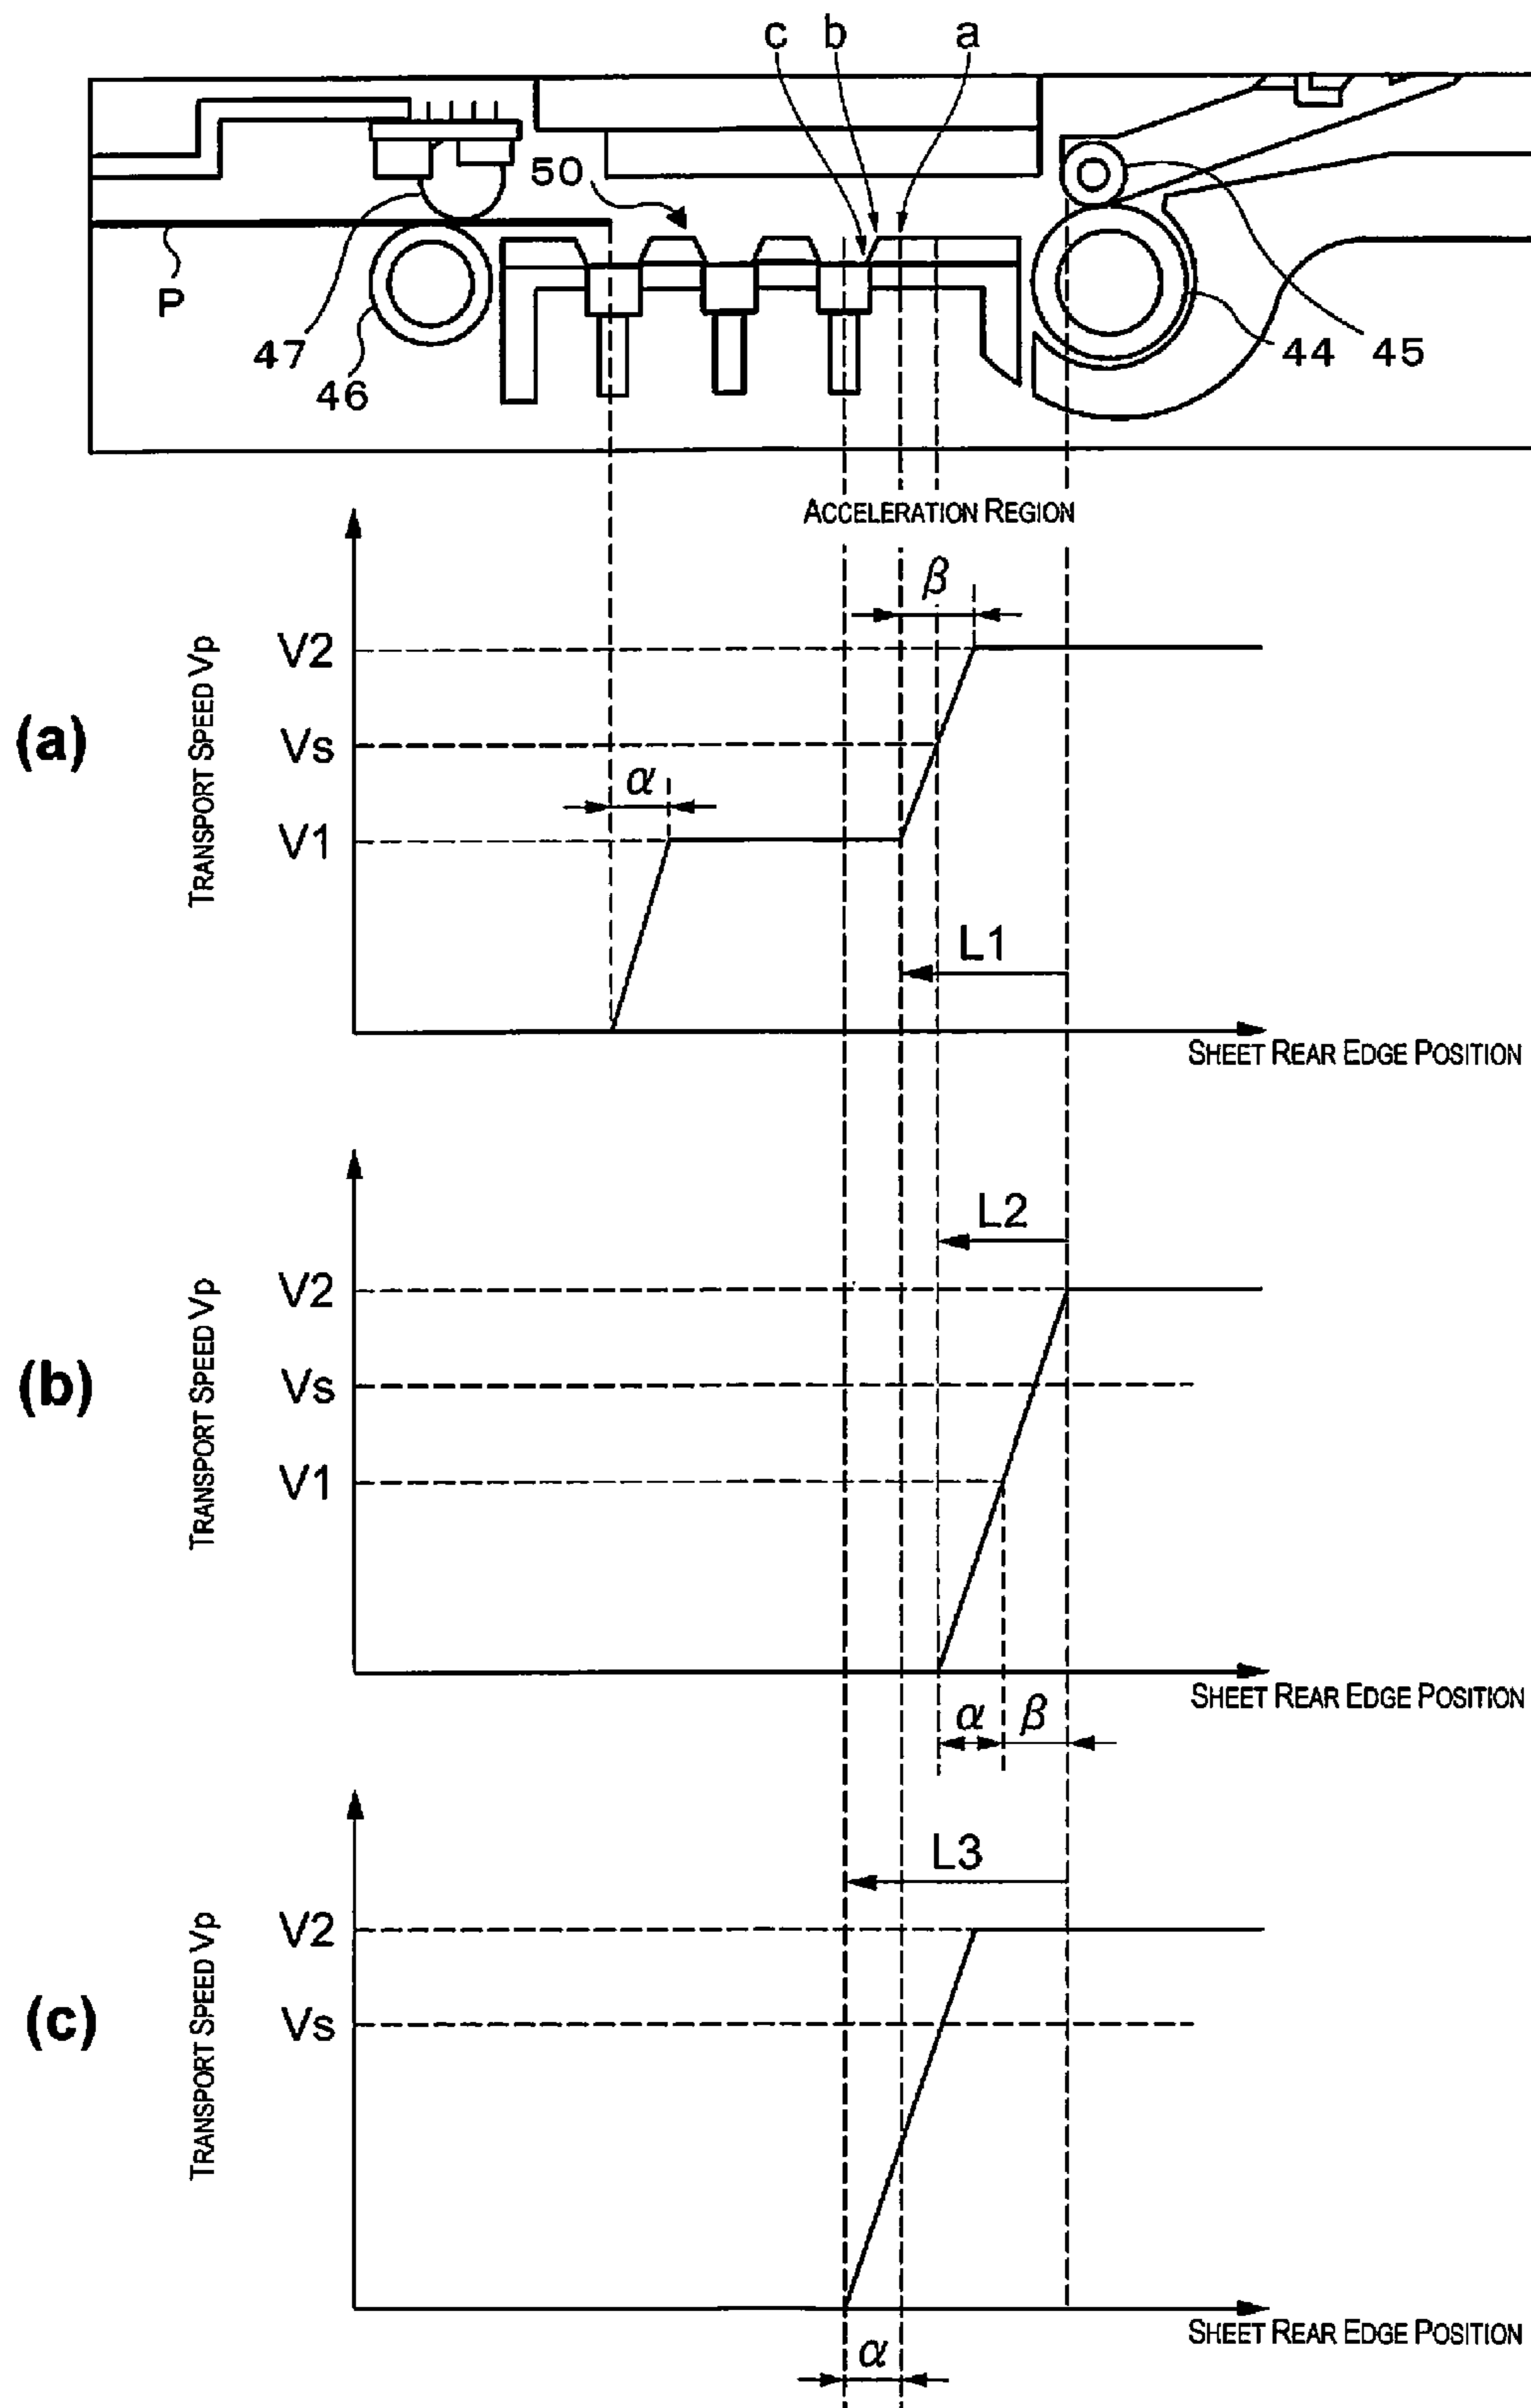 c b a
50
P
47
46
44 45
ACCELERATION REGION
β
TRANSPORT SPEED Vp
V2
(a)
Vs
α
V1
L1
SHEET REAR EDGE POSITION
L2
TRANSPORT SPEED Vp
V2
(b)
Vs
V1
SHEET REAR EDGE POSITION
α β
L3
TRANSPORT SPEED Vp
V2
(c)
Vs
SHEET REAR EDGE POSITION
α